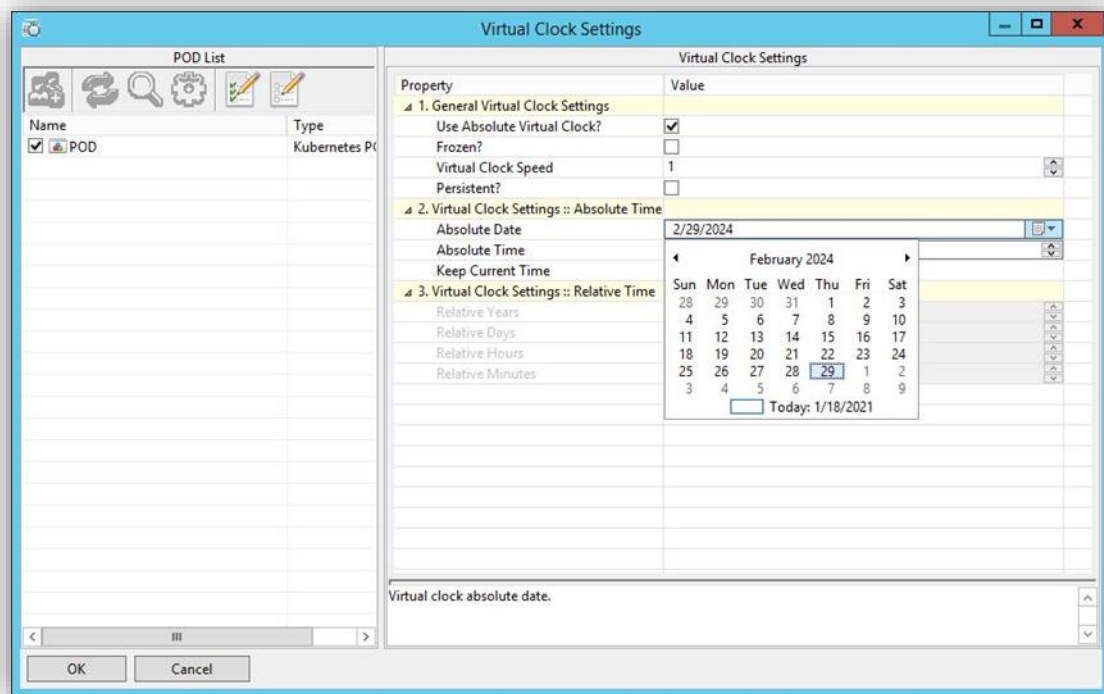 Virtual Clock Settings
POD List
Name Type
POD Kubernetes P
Virtual Clock Settings
Property Value
1. General Virtual Clock Settings
Use Absolute Virtual Clock?
Frozen?
Virtual Clock Speed 1
Persistent?
2. Virtual Clock Settings :: Absolute Time
Absolute Date 2/29/2024
Absolute Time
Keep Current Time
3. Virtual Clock Settings :: Relative Time
Relative Years
Relative Days
Relative Hours
Relative Minutes
February 2024
Sun Mon Tue Wed Thu Fri Sat
28 29 30 31 1 2 3
4 5 6 7 8 9 10
11 12 13 14 15 16 17
18 19 20 21 22 23 24
25 26 27 28 29 1 2
3 4 5 6 7 8 9
Today: 1/18/2021
Virtual clock absolute date.
OK Cancel